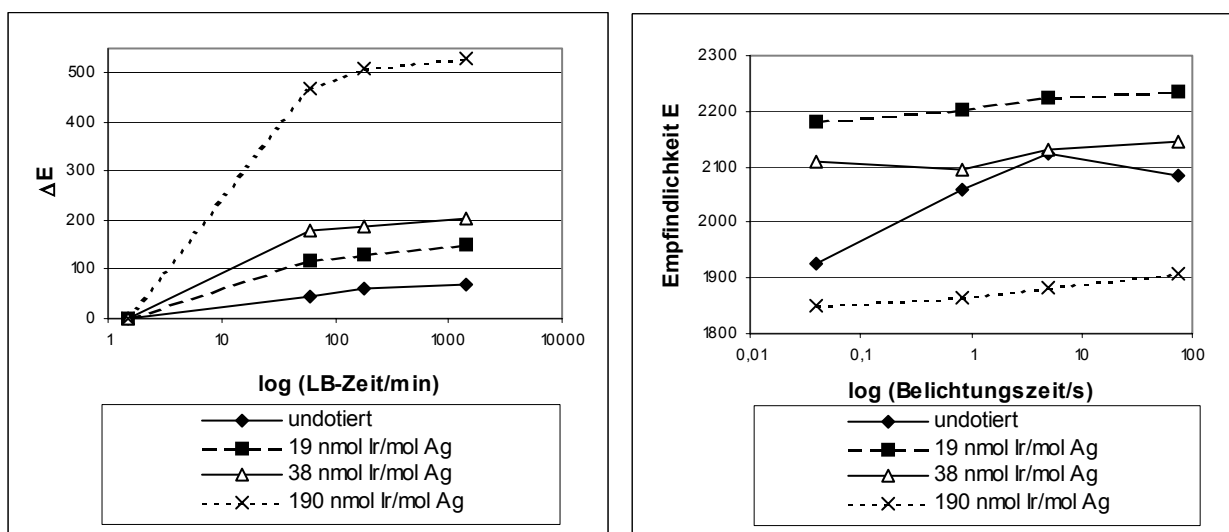 500
400
300
200
100
0
ΔE
1
10
100
1000
10000
log (LB-Zeit/min)
undotiert
19 nmol Ir/mol Ag
38 nmol Ir/mol Ag
190 nmol Ir/mol Ag
2300
2200
2100
2000
1900
1800
Empfindlichkeit E
0,01
0,1
1
10
100
log (Belichtungszeit/s)
undotiert
19 nmol Ir/mol Ag
38 nmol Ir/mol Ag
190 nmol Ir/mol Ag